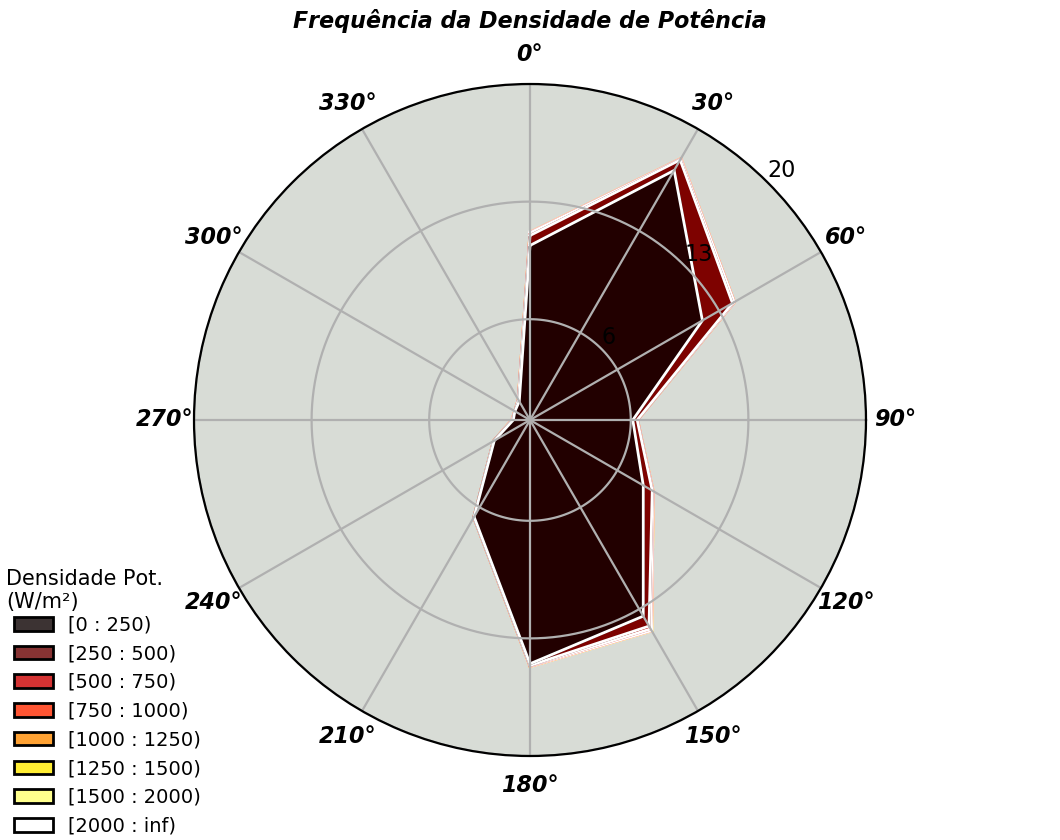 Frequência da Densidade de Potência
0°
330°
30°
20
300°
60°
13
6
270°
90°
240°
120°
210°
150°
180°
Densidade Pot.
(W/m²)
[0 : 250)
[250 : 500)
[500 : 750)
[750 : 1000)
[1000 : 1250)
[1250 : 1500)
[1500 : 2000)
[2000 : inf)